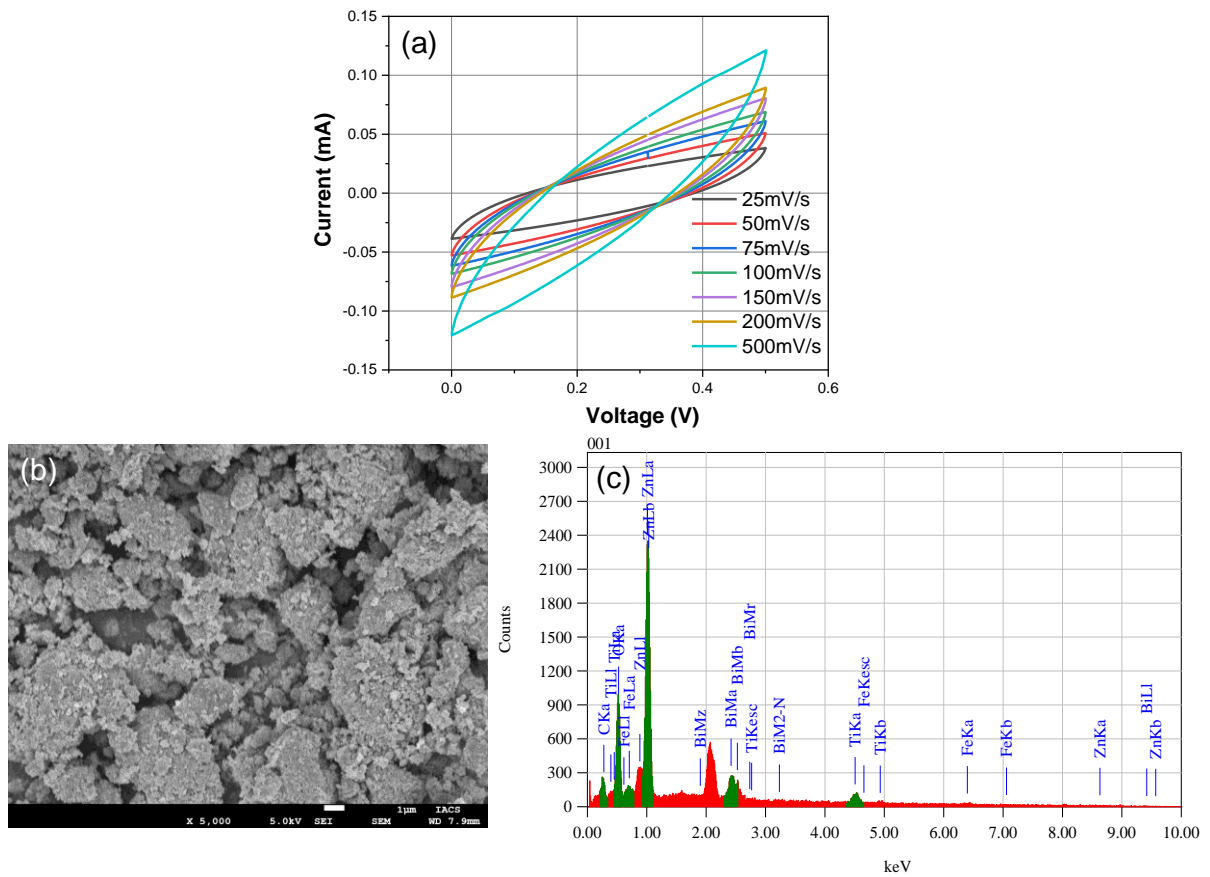 (a)
0.15
0.10
0.05
0.00
-0.05
-0.10
-0.15
Current (mA)
0.0
0.2
0.4
0.6
Voltage (V)
25mV/s
50mV/s
75mV/s
100mV/s
150mV/s
200mV/s
500mV/s
(b)
1μm IACS
X 5,000 5.0kV SEI SEM WD 7.9mm
001
(c)
3000
2700
2400
2100
1800
1500
1200
900
600
300
0
Counts
CKa
TiLl
OKa
FeLl
FeLa
ZnLl
ZnLb ZnLa
BiMz
BiMa
BiMb
BiMr
TiKesc
BiM2-N
TiKa
FeKesc
TiKb
FeKa
FeKb
ZnKa
BiLl
ZnKb
0.00 1.00 2.00 3.00 4.00 5.00 6.00 7.00 8.00 9.00 10.00
keV